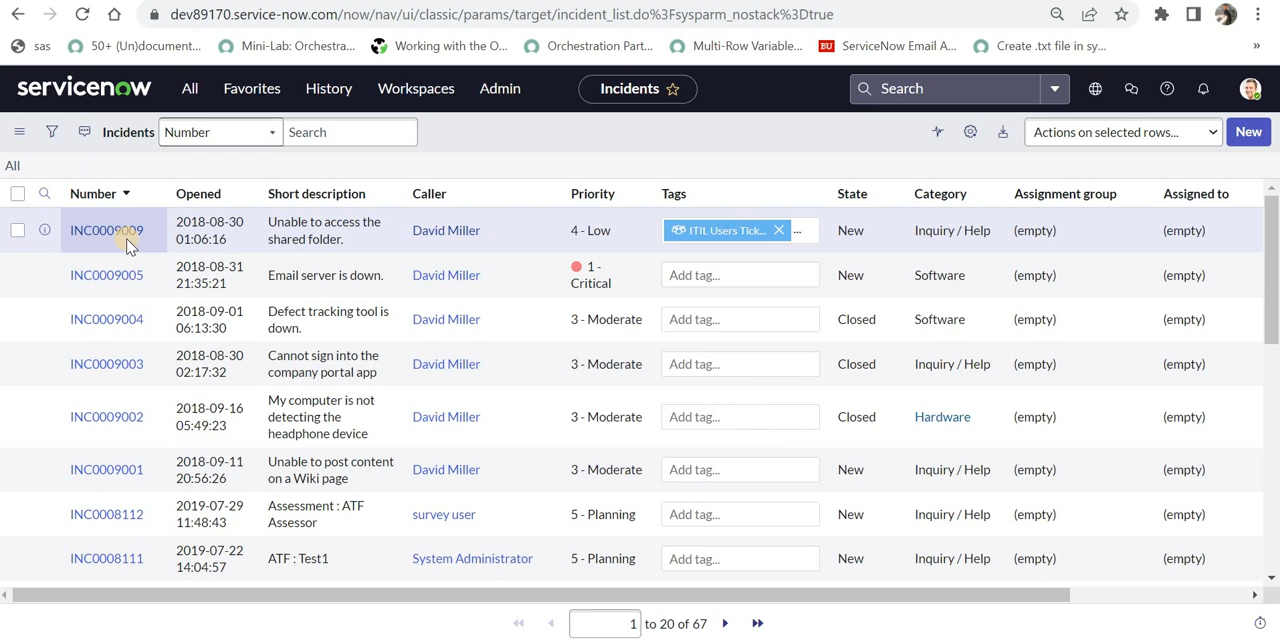 dev89170.service-now.com/now/nav/ui/classic/params/target/incident_list.do%3Fsysparm_nostack%3Dtrue
sas 50+ (Un)document... Mini-Lab: Orchestra... Working with the O... Orchestration Part... Multi-Row Variable... BU ServiceNow Email A... Create .txt file in sy... »
servicenow All Favorites History Workspaces Admin Incidents Search
Incidents Number Search Actions on selected rows... New
All
Number Opened Short description Caller Priority Tags State Category Assignment group Assigned to
INC0009009 2018-08-30 01:06:16 Unable to access the shared folder. David Miller 4 - Low ITIL Users Tick... ... New Inquiry / Help (empty) (empty)
INC0009005 2018-08-31 21:35:21 Email server is down. David Miller 1 - Critical Add tag... New Software (empty) (empty)
INC0009004 2018-09-01 06:13:30 Defect tracking tool is down. David Miller 3 - Moderate Add tag... Closed Software (empty) (empty)
INC0009003 2018-08-30 02:17:32 Cannot sign into the company portal app David Miller 3 - Moderate Add tag... Closed Inquiry / Help (empty) (empty)
INC0009002 2018-09-16 05:49:23 My computer is not detecting the headphone device David Miller 3 - Moderate Add tag... Closed Hardware (empty) (empty)
INC0009001 2018-09-11 20:56:26 Unable to post content on a Wiki page David Miller 3 - Moderate Add tag... New Inquiry / Help (empty) (empty)
INC0008112 2019-07-29 11:48:43 Assessment : ATF Assessor survey user 5 - Planning Add tag... New Inquiry / Help (empty) (empty)
INC0008111 2019-07-22 14:04:57 ATF : Test1 System Administrator 5 - Planning Add tag... New Inquiry / Help (empty) (empty)
1 to 20 of 67